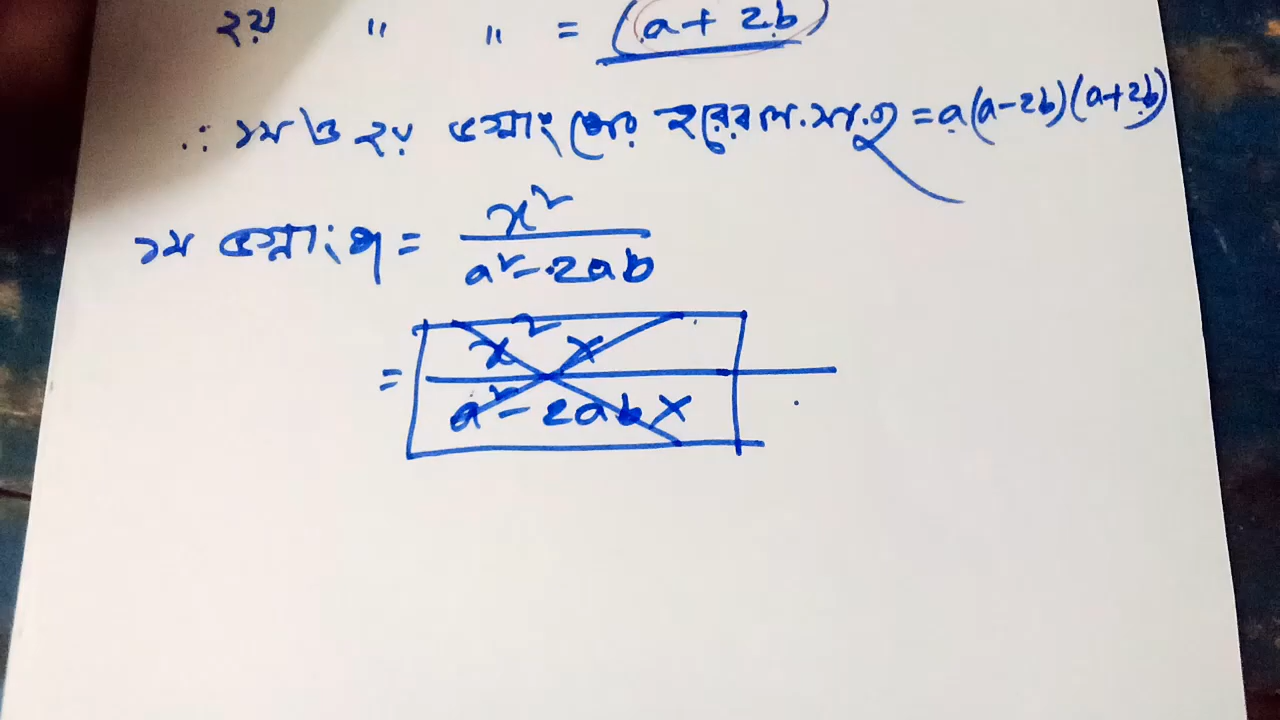 ২য় " " = (a + 2b)
∴ ১ম ও ২য় ভগ্নাংশের হরের ল.সা.গু = a(a-2b)(a+2b)
১ম ভগ্নাংশ = x² / a² - 2ab
= x² × / a² - 2ab ×